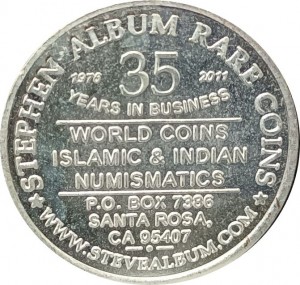 ★ STEPHEN ALBUM RARE COINS ★
1976 35 2011
YEARS IN BUSINESS
WORLD COINS
ISLAMIC & INDIAN
NUMISMATICS
P.O. BOX 7386
SANTA ROSA,
CA 95407
WWW.STEVEALBUM.COM